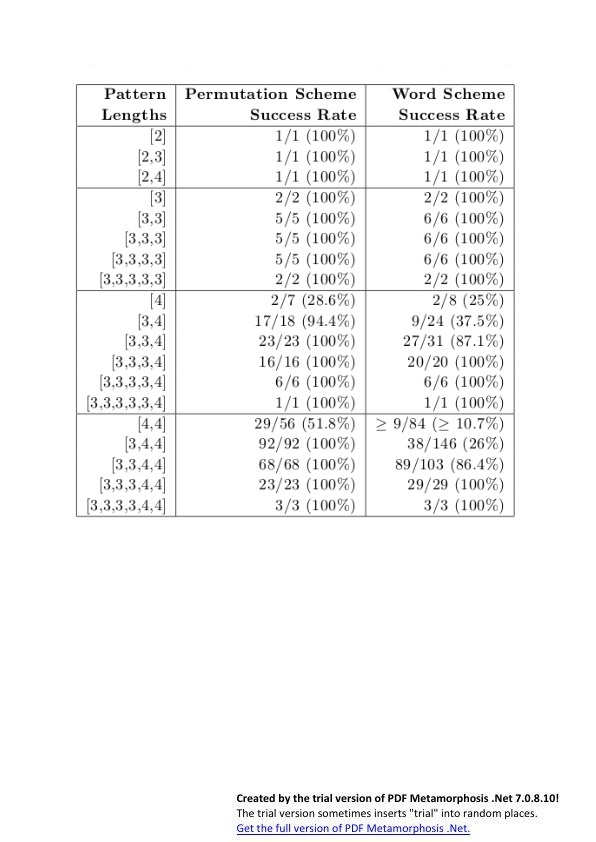 Pattern Permutation Scheme Word Scheme
Lengths Success Rate Success Rate
[2] 1/1 (100%) 1/1 (100%)
[2,3] 1/1 (100%) 1/1 (100%)
[2,4] 1/1 (100%) 1/1 (100%)
[3] 2/2 (100%) 2/2 (100%)
[3,3] 5/5 (100%) 6/6 (100%)
[3,3,3] 5/5 (100%) 6/6 (100%)
[3,3,3,3] 5/5 (100%) 6/6 (100%)
[3,3,3,3,3] 2/2 (100%) 2/2 (100%)
[4] 2/7 (28.6%) 2/8 (25%)
[3,4] 17/18 (94.4%) 9/24 (37.5%)
[3,3,4] 23/23 (100%) 27/31 (87.1%)
[3,3,3,4] 16/16 (100%) 20/20 (100%)
[3,3,3,3,4] 6/6 (100%) 6/6 (100%)
[3,3,3,3,3,4] 1/1 (100%) 1/1 (100%)
[4,4] 29/56 (51.8%) ≥ 9/84 (≥ 10.7%)
[3,4,4] 92/92 (100%) 38/146 (26%)
[3,3,4,4] 68/68 (100%) 89/103 (86.4%)
[3,3,3,4,4] 23/23 (100%) 29/29 (100%)
[3,3,3,3,4,4] 3/3 (100%) 3/3 (100%)
Created by the trial version of PDF Metamorphosis .Net 7.0.8.10!
The trial version sometimes inserts "trial" into random places.
Get the full version of PDF Metamorphosis .Net.